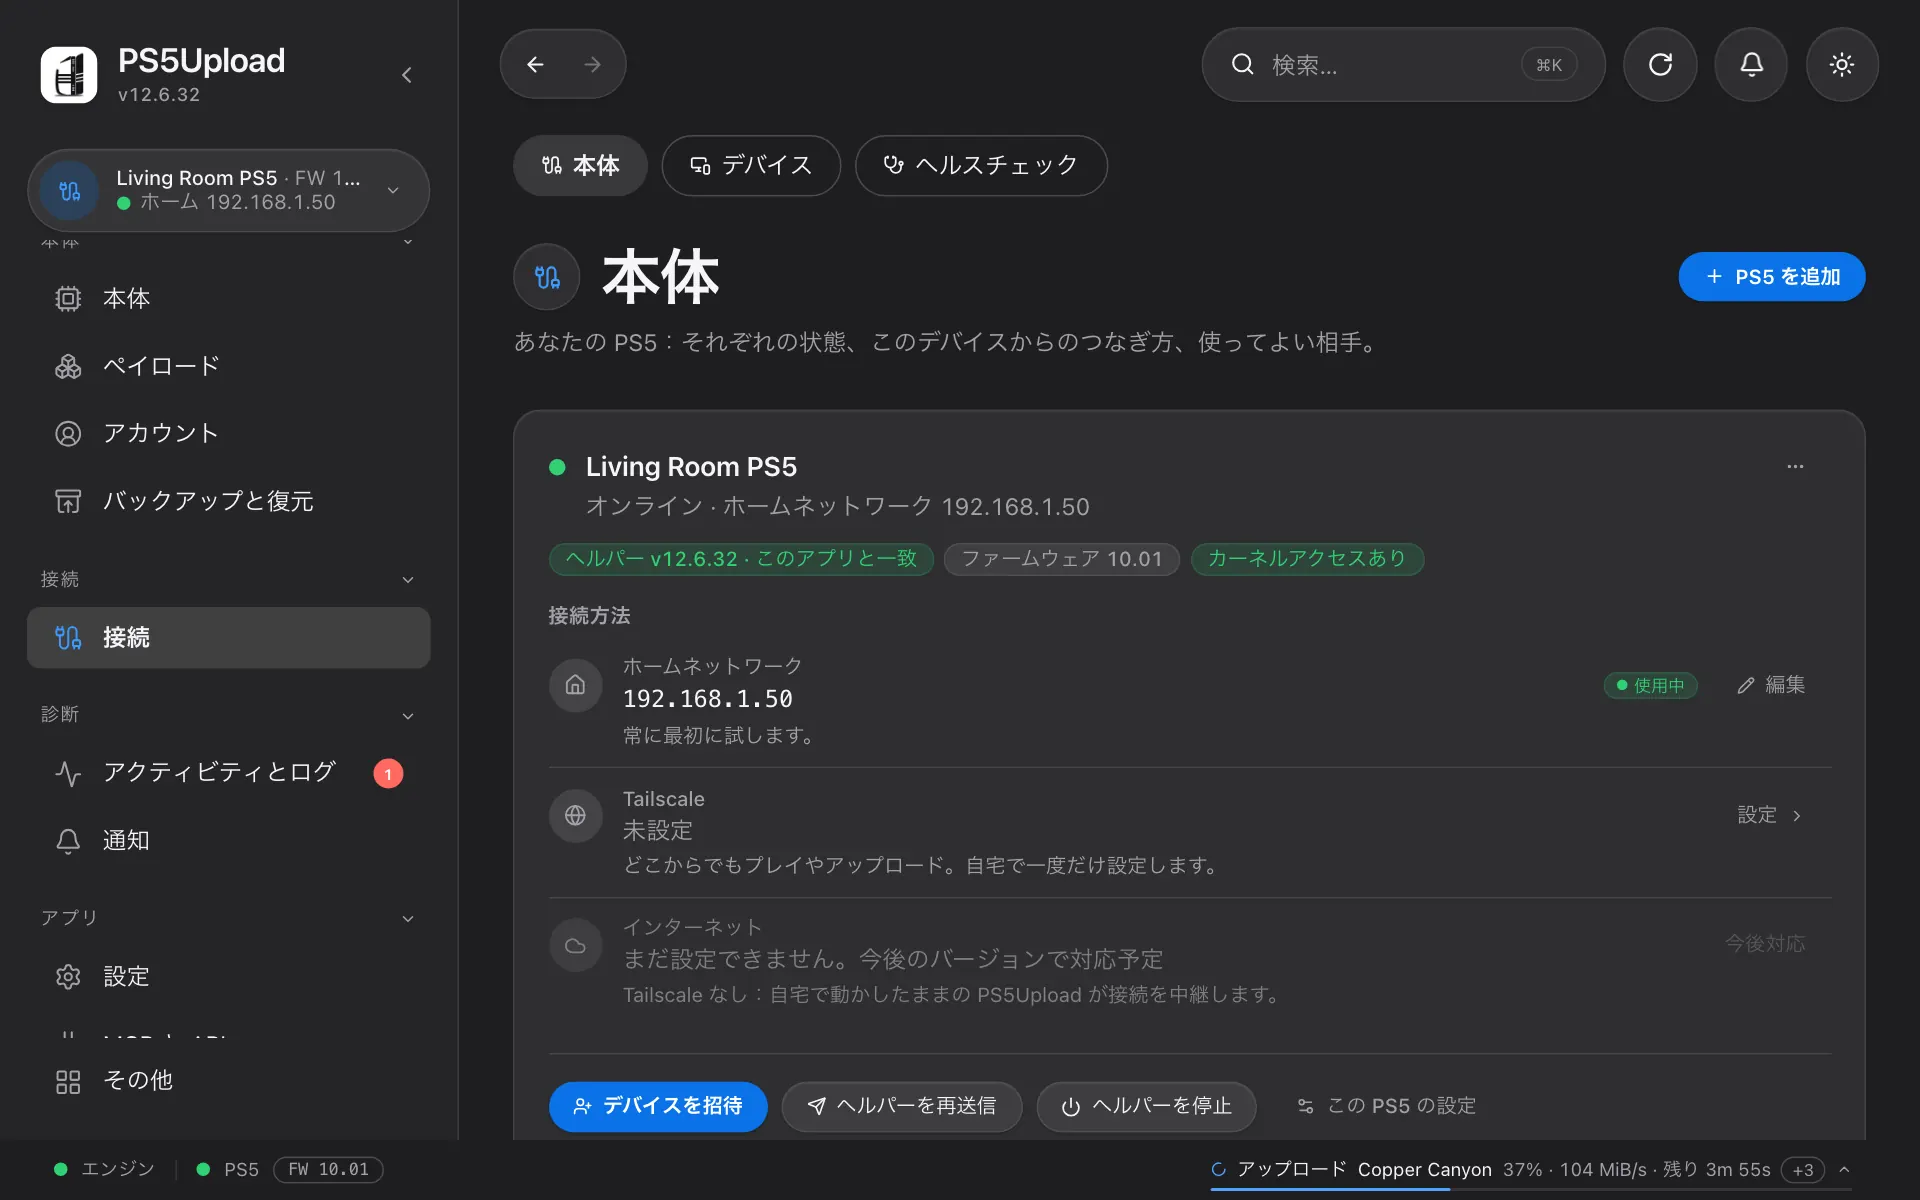 PS5Upload
v12.6.32
Living Room PS5 · FW 1...
ホーム 192.168.1.50
本体
本体
ペイロード
アカウント
バックアップと復元
接続
接続
診断
アクティビティとログ
1
通知
アプリ
設定
その他
検索...
⌘K
本体
デバイス
ヘルスチェック
本体
PS5 を追加
あなたの PS5：それぞれの状態、このデバイスからのつなぎ方、使ってよい相手。
Living Room PS5
オンライン · ホームネットワーク 192.168.1.50
ヘルパー v12.6.32 · このアプリと一致
ファームウェア 10.01
カーネルアクセスあり
接続方法
ホームネットワーク
192.168.1.50
常に最初に試します。
使用中
編集
Tailscale
未設定
どこからでもプレイやアップロード。自宅で一度だけ設定します。
設定
インターネット
まだ設定できません。今後のバージョンで対応予定
Tailscale なし：自宅で動かしたままの PS5Upload が接続を中継します。
今後対応
デバイスを招待
ヘルパーを再送信
ヘルパーを停止
この PS5 の設定
エンジン
PS5
FW 10.01
アップロード Copper Canyon 37% · 104 MiB/s · 残り 3m 55s
+3